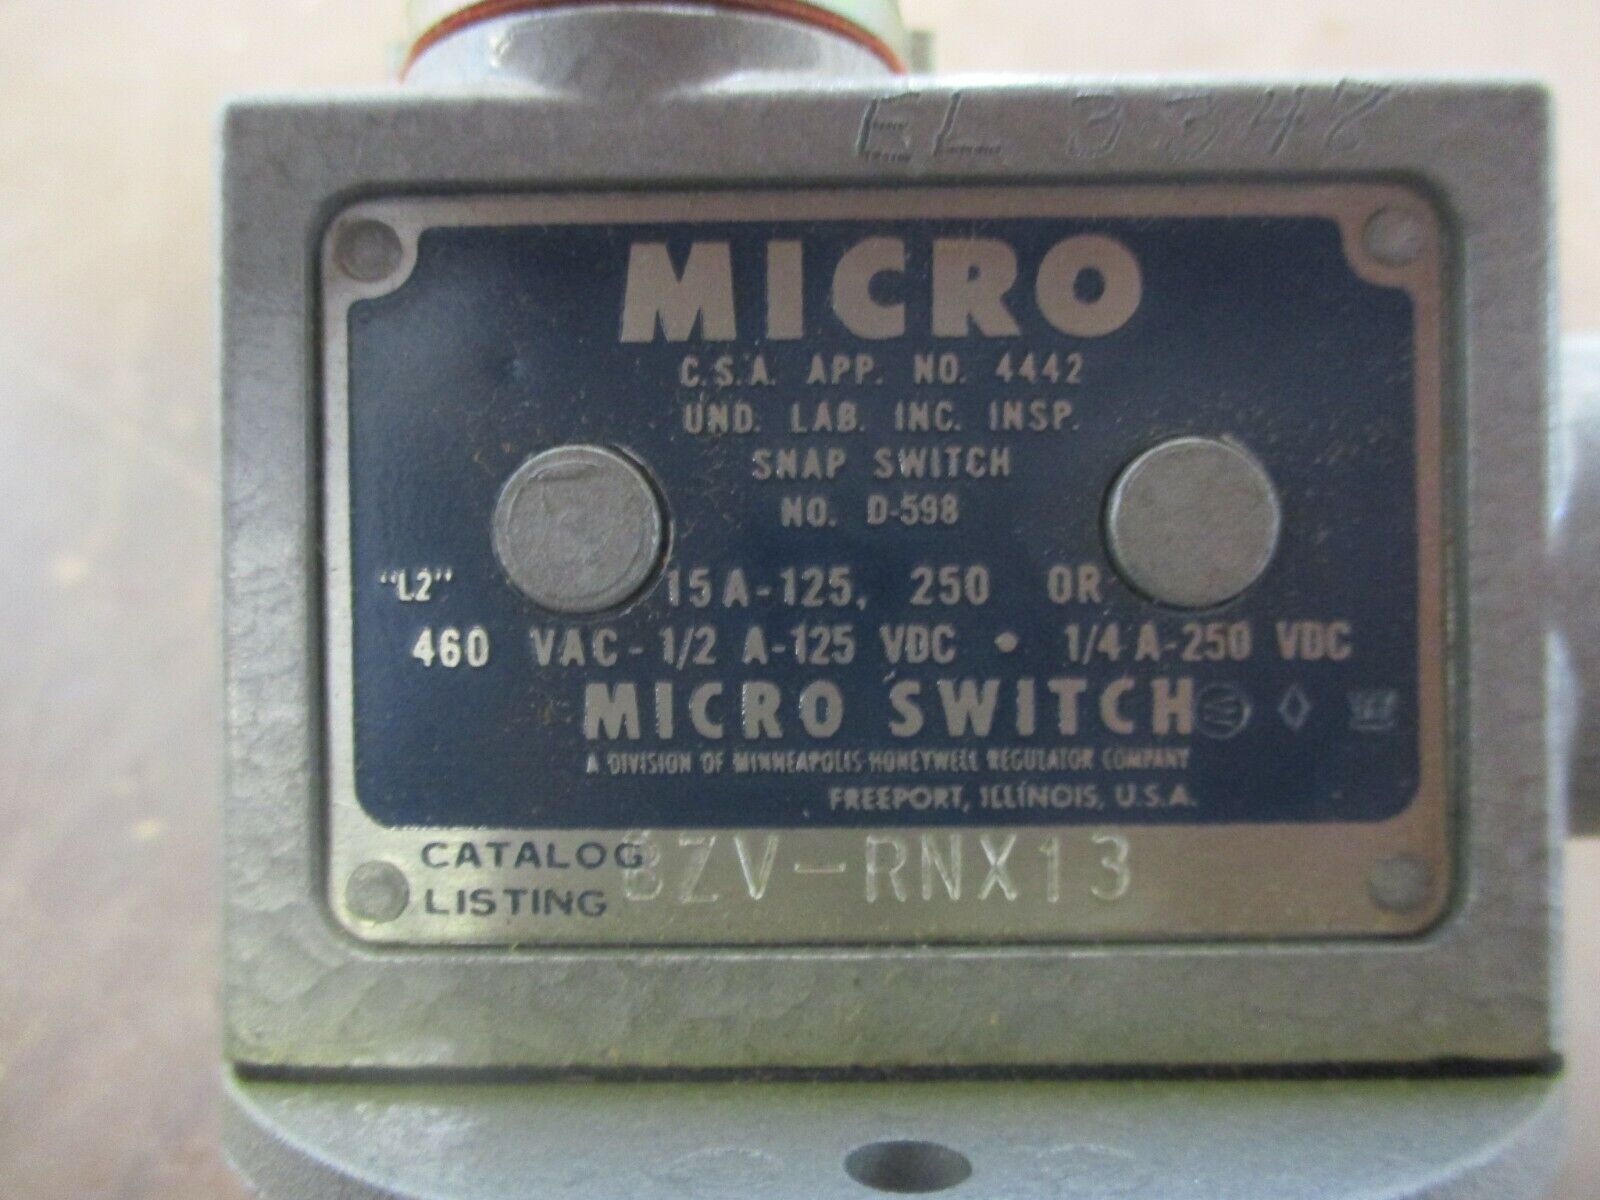 EL 3342
MICRO
C.S.A. APP. NO. 4442
UND. LAB. INC. INSP.
SNAP SWITCH
NO. D-598
"L2" 15 A-125, 250 OR
460 VAC - 1/2 A-125 VDC • 1/4 A-250 VDC
MICRO SWITCH
A DIVISION OF MINNEAPOLIS-HONEYWELL REGULATOR COMPANY
FREEPORT, ILLINOIS, U.S.A.
CATALOG LISTING BZV-RNX13